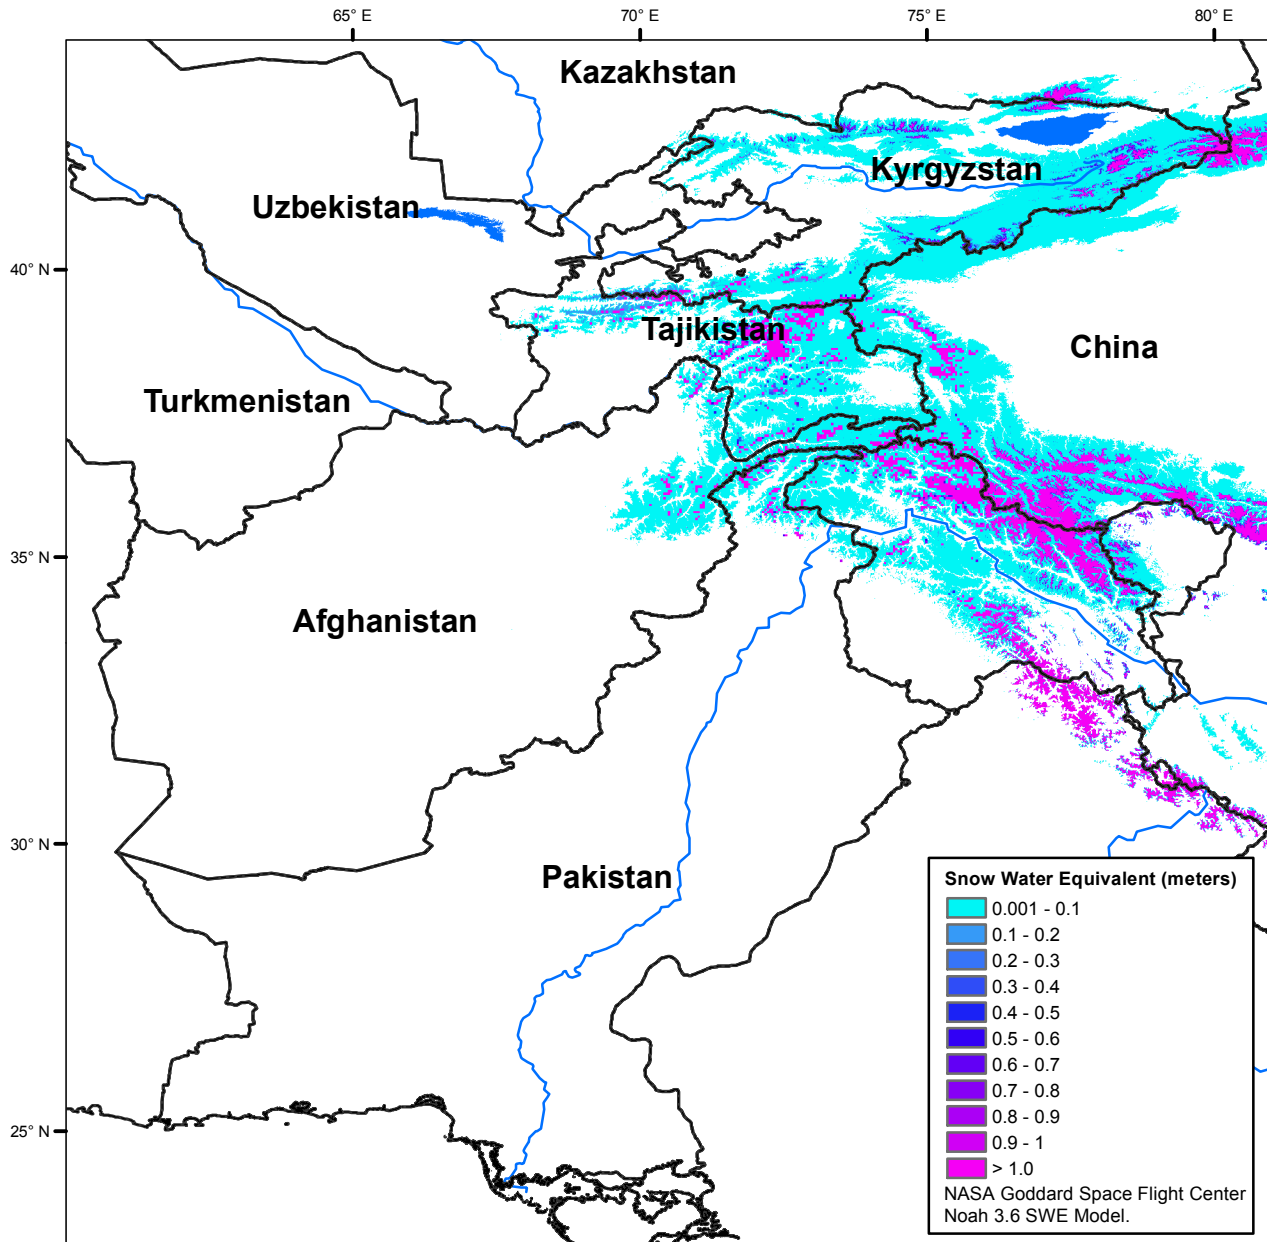 65° E
70° E
75° E
80° E
Kazakhstan
Kyrgyzstan
Uzbekistan
40° N
Tajikistan
China
Turkmenistan
35° N
Afghanistan
30° N
Pakistan
25° N
Snow Water Equivalent (meters)
0.001 - 0.1
0.1 - 0.2
0.2 - 0.3
0.3 - 0.4
0.4 - 0.5
0.5 - 0.6
0.6 - 0.7
0.7 - 0.8
0.8 - 0.9
0.9 - 1
> 1.0
NASA Goddard Space Flight Center
Noah 3.6 SWE Model.